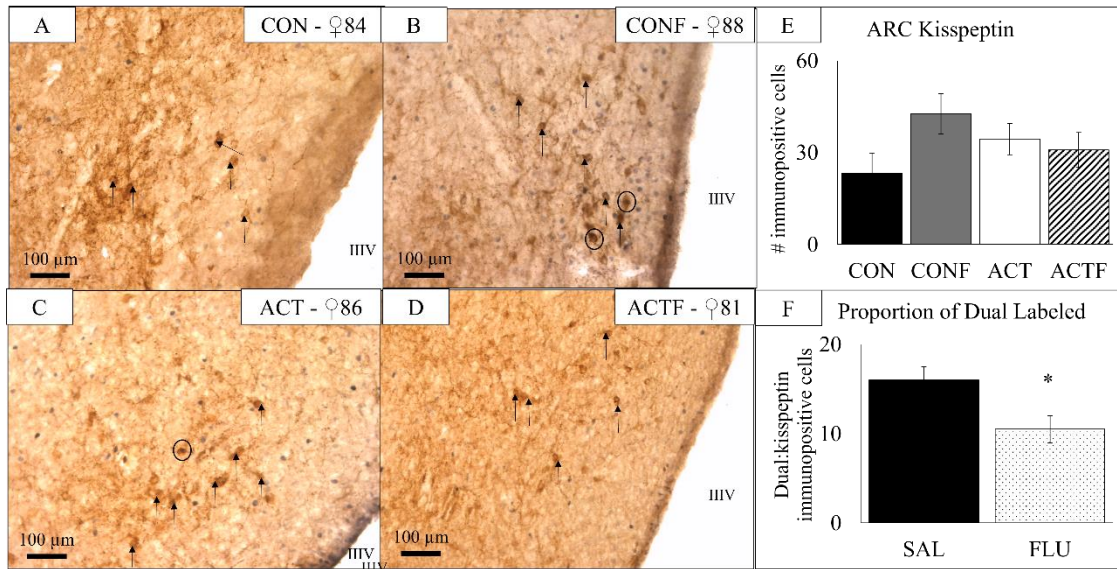 A
CON - ♀84
IIIV
100 µm
B
CONF - ♀88
IIIV
100 µm
C
ACT - ♀86
100 µm
IIIV
IIIV
D
ACTF - ♀81
IIIV
100 µm
E
ARC Kisspeptin
# immunopositive cells
60
30
0
CON CONF ACT ACTF
F
Proportion of Dual Labeled
Dual:kisspeptin
immunopositive cells
20
*
10
0
SAL FLU